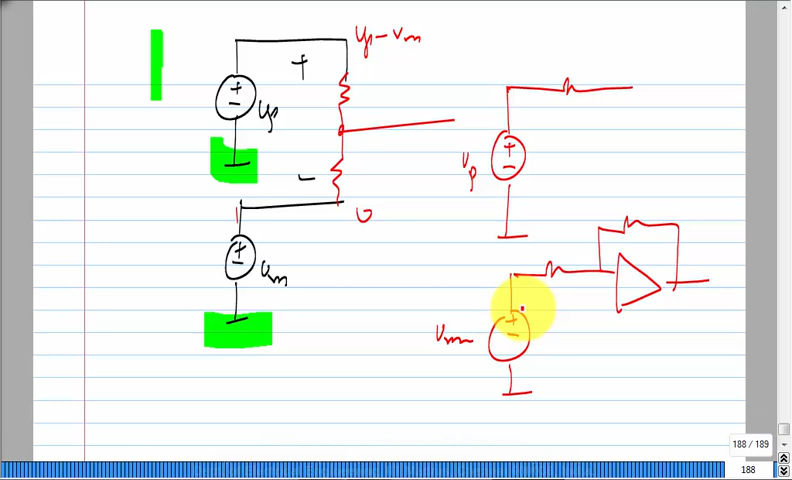 Vp - Vm
+
+
-
Vp
-
0
+
-
Vm
+
-
Vp
+
-
Vm
188 / 189
188